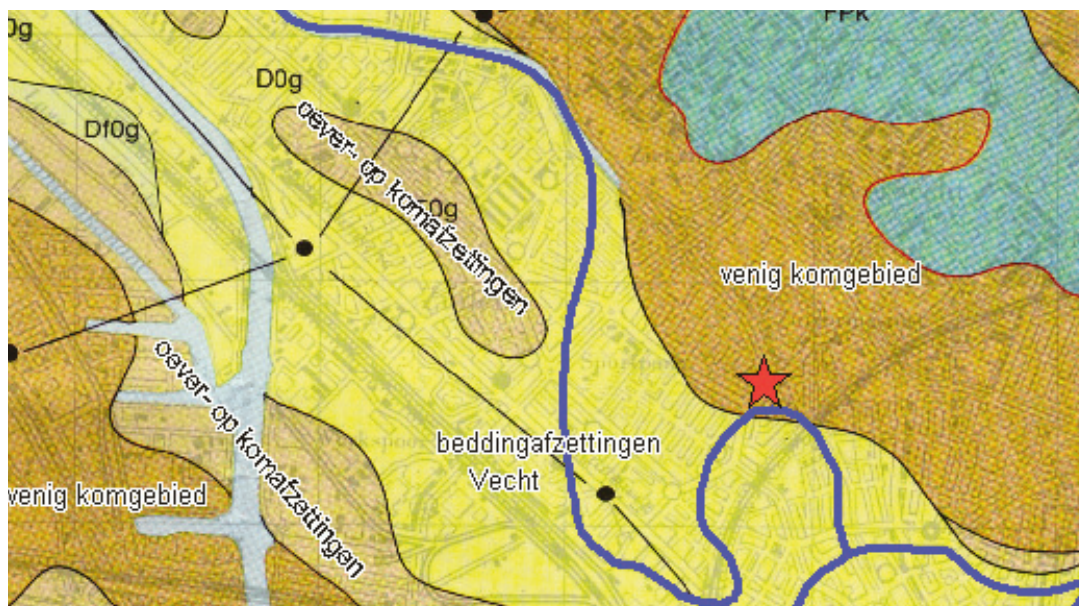 D0g
FPk
D0g
oever- op komafzettingen
Df0g
venig komgebied
oever- op komafzettingen
beddingafzettingen
Vecht
venig komgebied